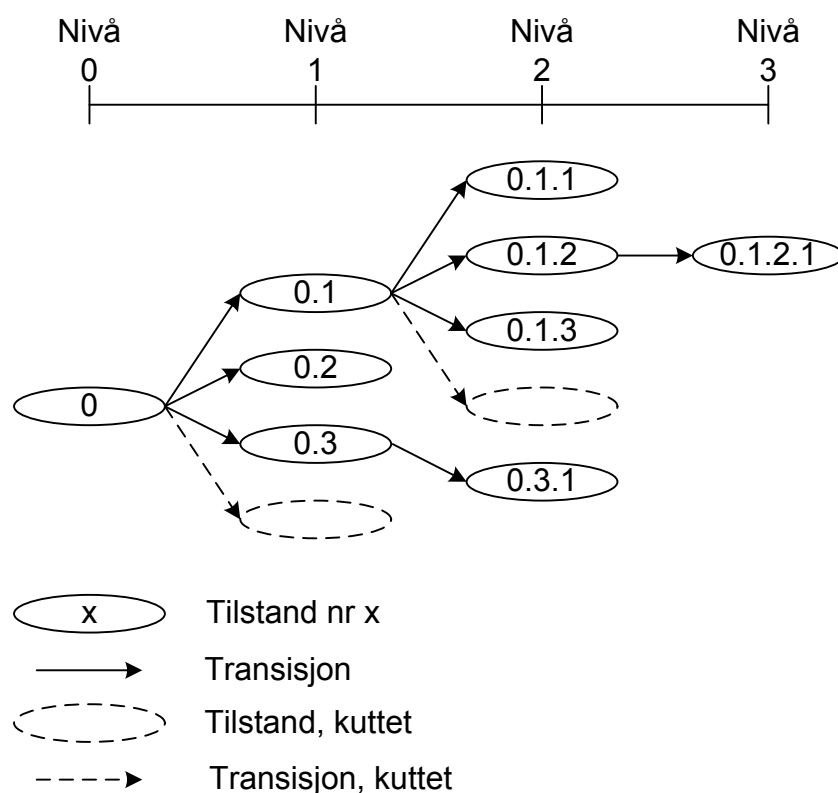 Nivå Nivå Nivå Nivå
0 1 2 3
0.1.1
0.1.2 0.1.2.1
0.1
0.1.3
0.2
0
0.3
0.3.1
x Tilstand nr x
Transisjon
Tilstand, kuttet
Transisjon, kuttet